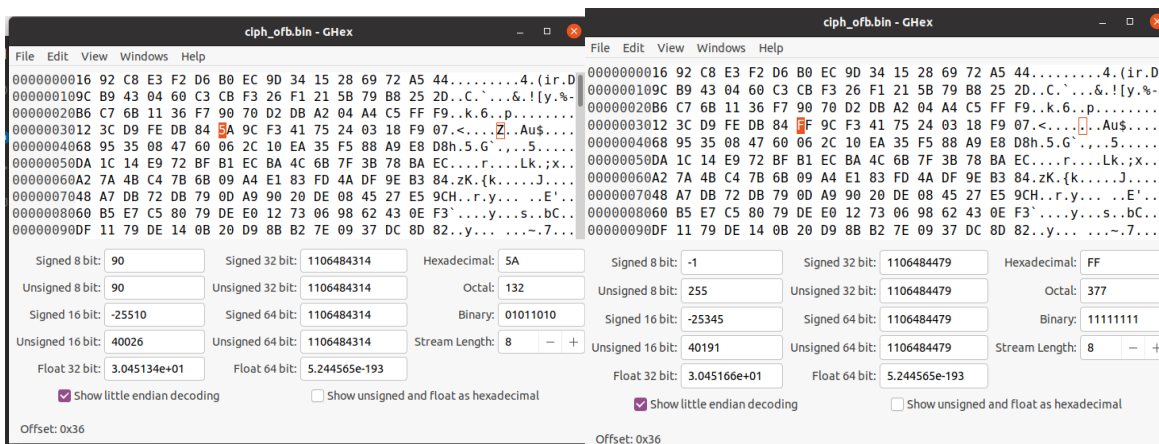 ciph_ofb.bin - GHex
File Edit View Windows Help
0000000016 92 C8 E3 F2 D6 B0 EC 9D 34 15 28 69 72 A5 44.........4.(ir.D
000000109C B9 43 04 60 C3 CB F3 26 F1 21 5B 79 B8 25 2D..C.`...&.![y.%-
00000020B6 C7 6B 11 36 F7 90 70 D2 DB A2 04 A4 C5 FF F9..k.6..p........
0000003012 3C D9 FE DB 84 5A 9C F3 41 75 24 03 18 F9 07.<....Z..Au$....
0000004068 95 35 08 47 60 06 2C 10 EA 35 F5 88 A9 E8 D8h.5.G`.,..5.....
00000050DA 1C 14 E9 72 BF B1 EC BA 4C 6B 7F 3B 78 BA EC....r....Lk.;x..
00000060A2 7A 4B C4 7B 6B 09 A4 E1 83 FD 4A DF 9E B3 84.zK.{k.....J....
0000007048 A7 DB 72 DB 79 0D A9 90 20 DE 08 45 27 E5 9CH..r.y... ..E'..
0000008060 B5 E7 C5 80 79 DE E0 12 73 06 98 62 43 0E F3`....y...s..bC..
00000090DF 11 79 DE 14 0B 20 D9 8B B2 7E 09 37 DC 8D 82..y... ...~.7...
Signed 8 bit: 90 Signed 32 bit: 1106484314 Hexadecimal: 5A
Unsigned 8 bit: 90 Unsigned 32 bit: 1106484314 Octal: 132
Signed 16 bit: -25510 Signed 64 bit: 1106484314 Binary: 01011010
Unsigned 16 bit: 40026 Unsigned 64 bit: 1106484314 Stream Length: 8 − +
Float 32 bit: 3.045134e+01 Float 64 bit: 5.244565e-193
Show little endian decoding Show unsigned and float as hexadecimal
Offset: 0x36
ciph_ofb.bin - GHex
File Edit View Windows Help
0000000016 92 C8 E3 F2 D6 B0 EC 9D 34 15 28 69 72 A5 44.........4.(ir.D
000000109C B9 43 04 60 C3 CB F3 26 F1 21 5B 79 B8 25 2D..C.`...&.![y.%-
00000020B6 C7 6B 11 36 F7 90 70 D2 DB A2 04 A4 C5 FF F9..k.6..p........
0000003012 3C D9 FE DB 84 FF 9C F3 41 75 24 03 18 F9 07.<.......Au$....
0000004068 95 35 08 47 60 06 2C 10 EA 35 F5 88 A9 E8 D8h.5.G`.,..5.....
00000050DA 1C 14 E9 72 BF B1 EC BA 4C 6B 7F 3B 78 BA EC....r....Lk.;x..
00000060A2 7A 4B C4 7B 6B 09 A4 E1 83 FD 4A DF 9E B3 84.zK.{k.....J....
0000007048 A7 DB 72 DB 79 0D A9 90 20 DE 08 45 27 E5 9CH..r.y... ..E'..
0000008060 B5 E7 C5 80 79 DE E0 12 73 06 98 62 43 0E F3`....y...s..bC..
00000090DF 11 79 DE 14 0B 20 D9 8B B2 7E 09 37 DC 8D 82..y... ...~.7...
Signed 8 bit: -1 Signed 32 bit: 1106484479 Hexadecimal: FF
Unsigned 8 bit: 255 Unsigned 32 bit: 1106484479 Octal: 377
Signed 16 bit: -25345 Signed 64 bit: 1106484479 Binary: 11111111
Unsigned 16 bit: 40191 Unsigned 64 bit: 1106484479 Stream Length: 8 − +
Float 32 bit: 3.045166e+01 Float 64 bit: 5.244565e-193
Show little endian decoding Show unsigned and float as hexadecimal
Offset: 0x36